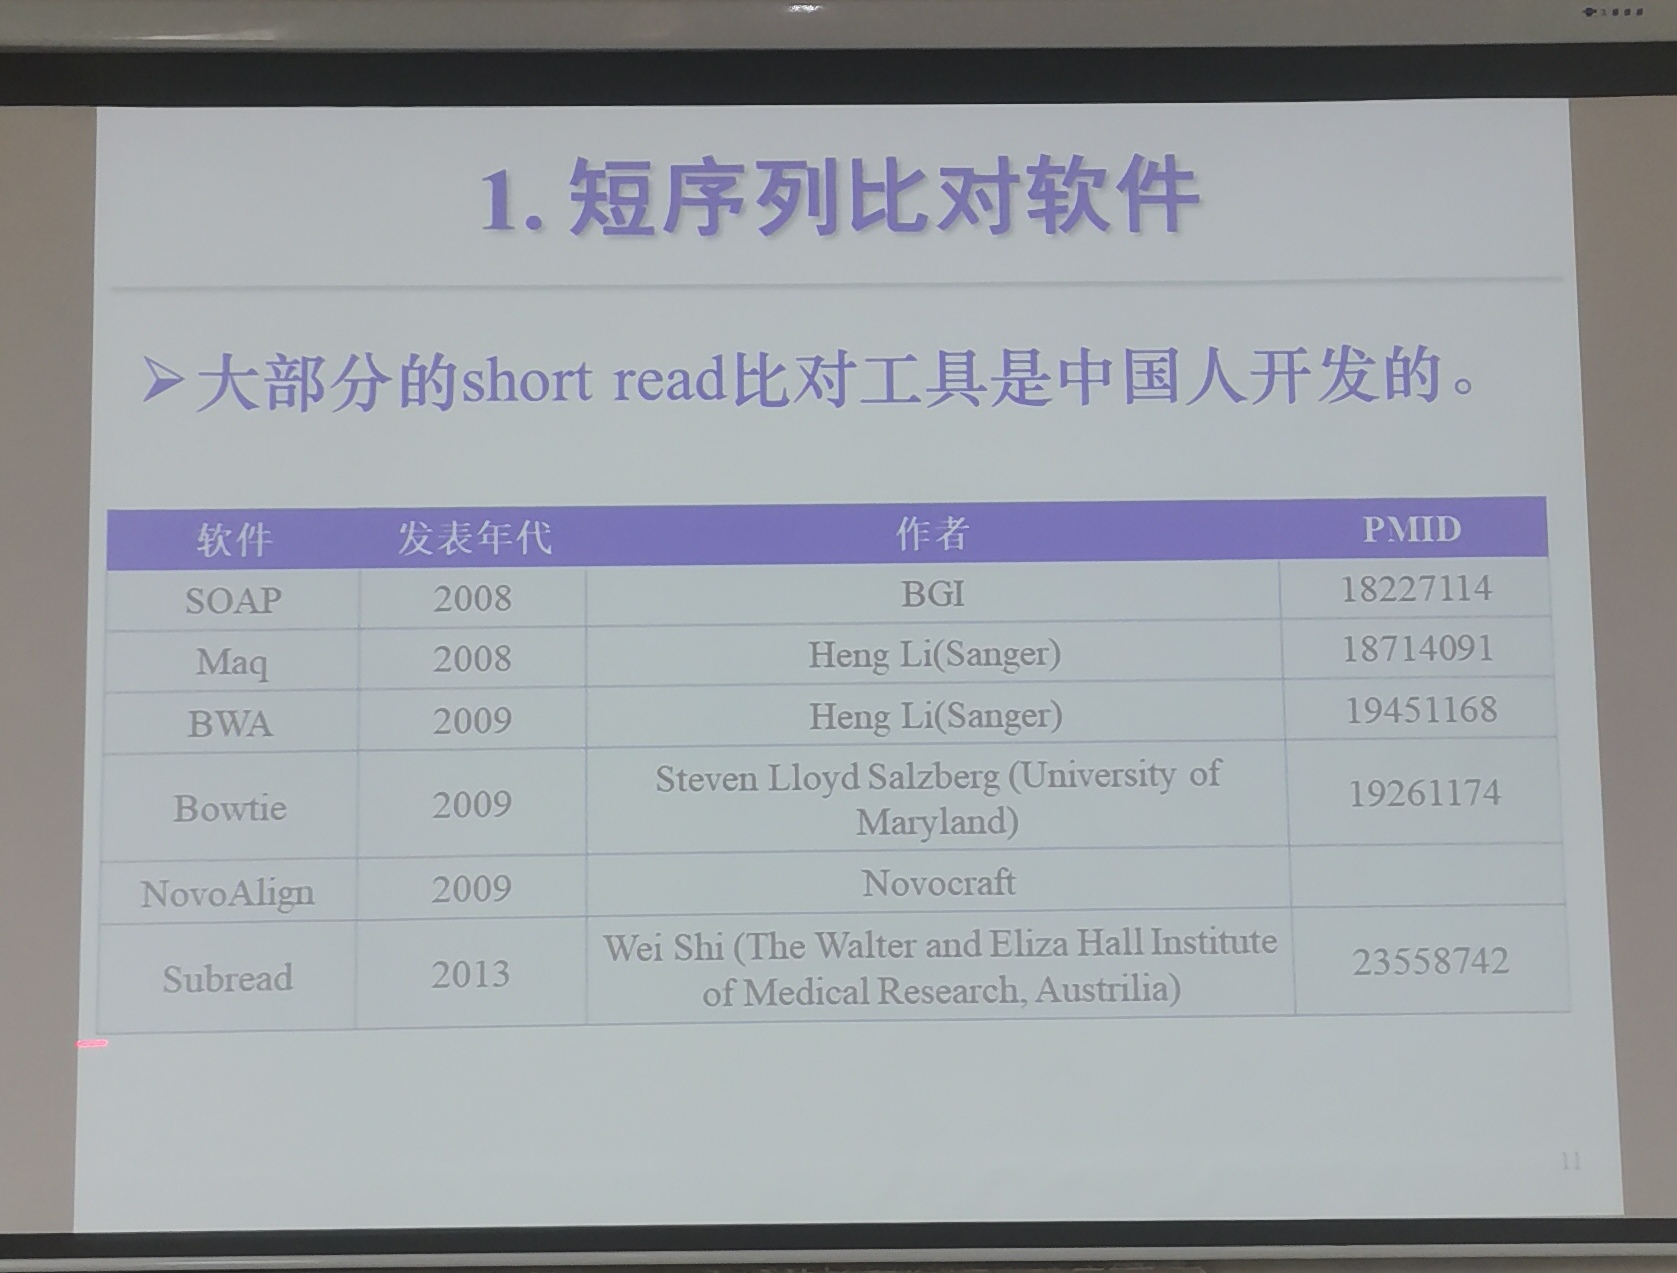 1. 短序列比对软件
➢大部分的short read比对工具是中国人开发的。
软件 发表年代 作者 PMID
SOAP 2008 BGI 18227114
Maq 2008 Heng Li(Sanger) 18714091
BWA 2009 Heng Li(Sanger) 19451168
Bowtie 2009 Steven Lloyd Salzberg (University of
Maryland) 19261174
NovoAlign 2009 Novocraft
Subread 2013 Wei Shi (The Walter and Eliza Hall Institute
of Medical Research, Austrilia) 23558742
11